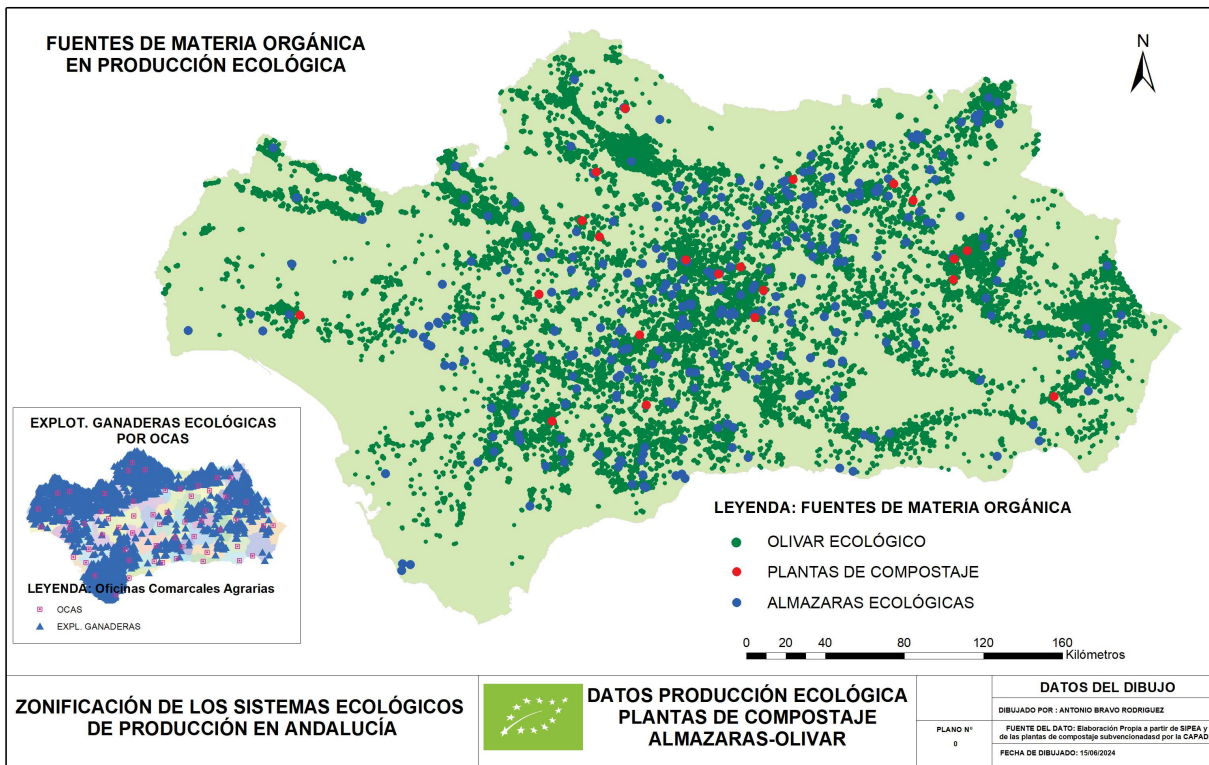 FUENTES DE MATERIA ORGÁNICA
EN PRODUCCIÓN ECOLÓGICA
N
EXPLOT. GANADERAS ECOLÓGICAS
POR OCAS
LEYENDA: Oficinas Comarcales Agrarias
OCAS
EXPL. GANADERAS
LEYENDA: FUENTES DE MATERIA ORGÁNICA
OLIVAR ECOLÓGICO
PLANTAS DE COMPOSTAJE
ALMAZARAS ECOLÓGICAS
0 20 40 80 120 160
Kilómetros
ZONIFICACIÓN DE LOS SISTEMAS ECOLÓGICOS
DE PRODUCCIÓN EN ANDALUCÍA
DATOS PRODUCCIÓN ECOLÓGICA
PLANTAS DE COMPOSTAJE
ALMAZARAS-OLIVAR
PLANO Nº
0
DATOS DEL DIBUJO
DIBUJADO POR : ANTONIO BRAVO RODRIGUEZ
FUENTE DEL DATO: Elaboración Propia a partir de SIPEA y
de las plantas de compostaje subvencionadasd por la CAPAD
FECHA DE DIBUJADO: 15/06/2024